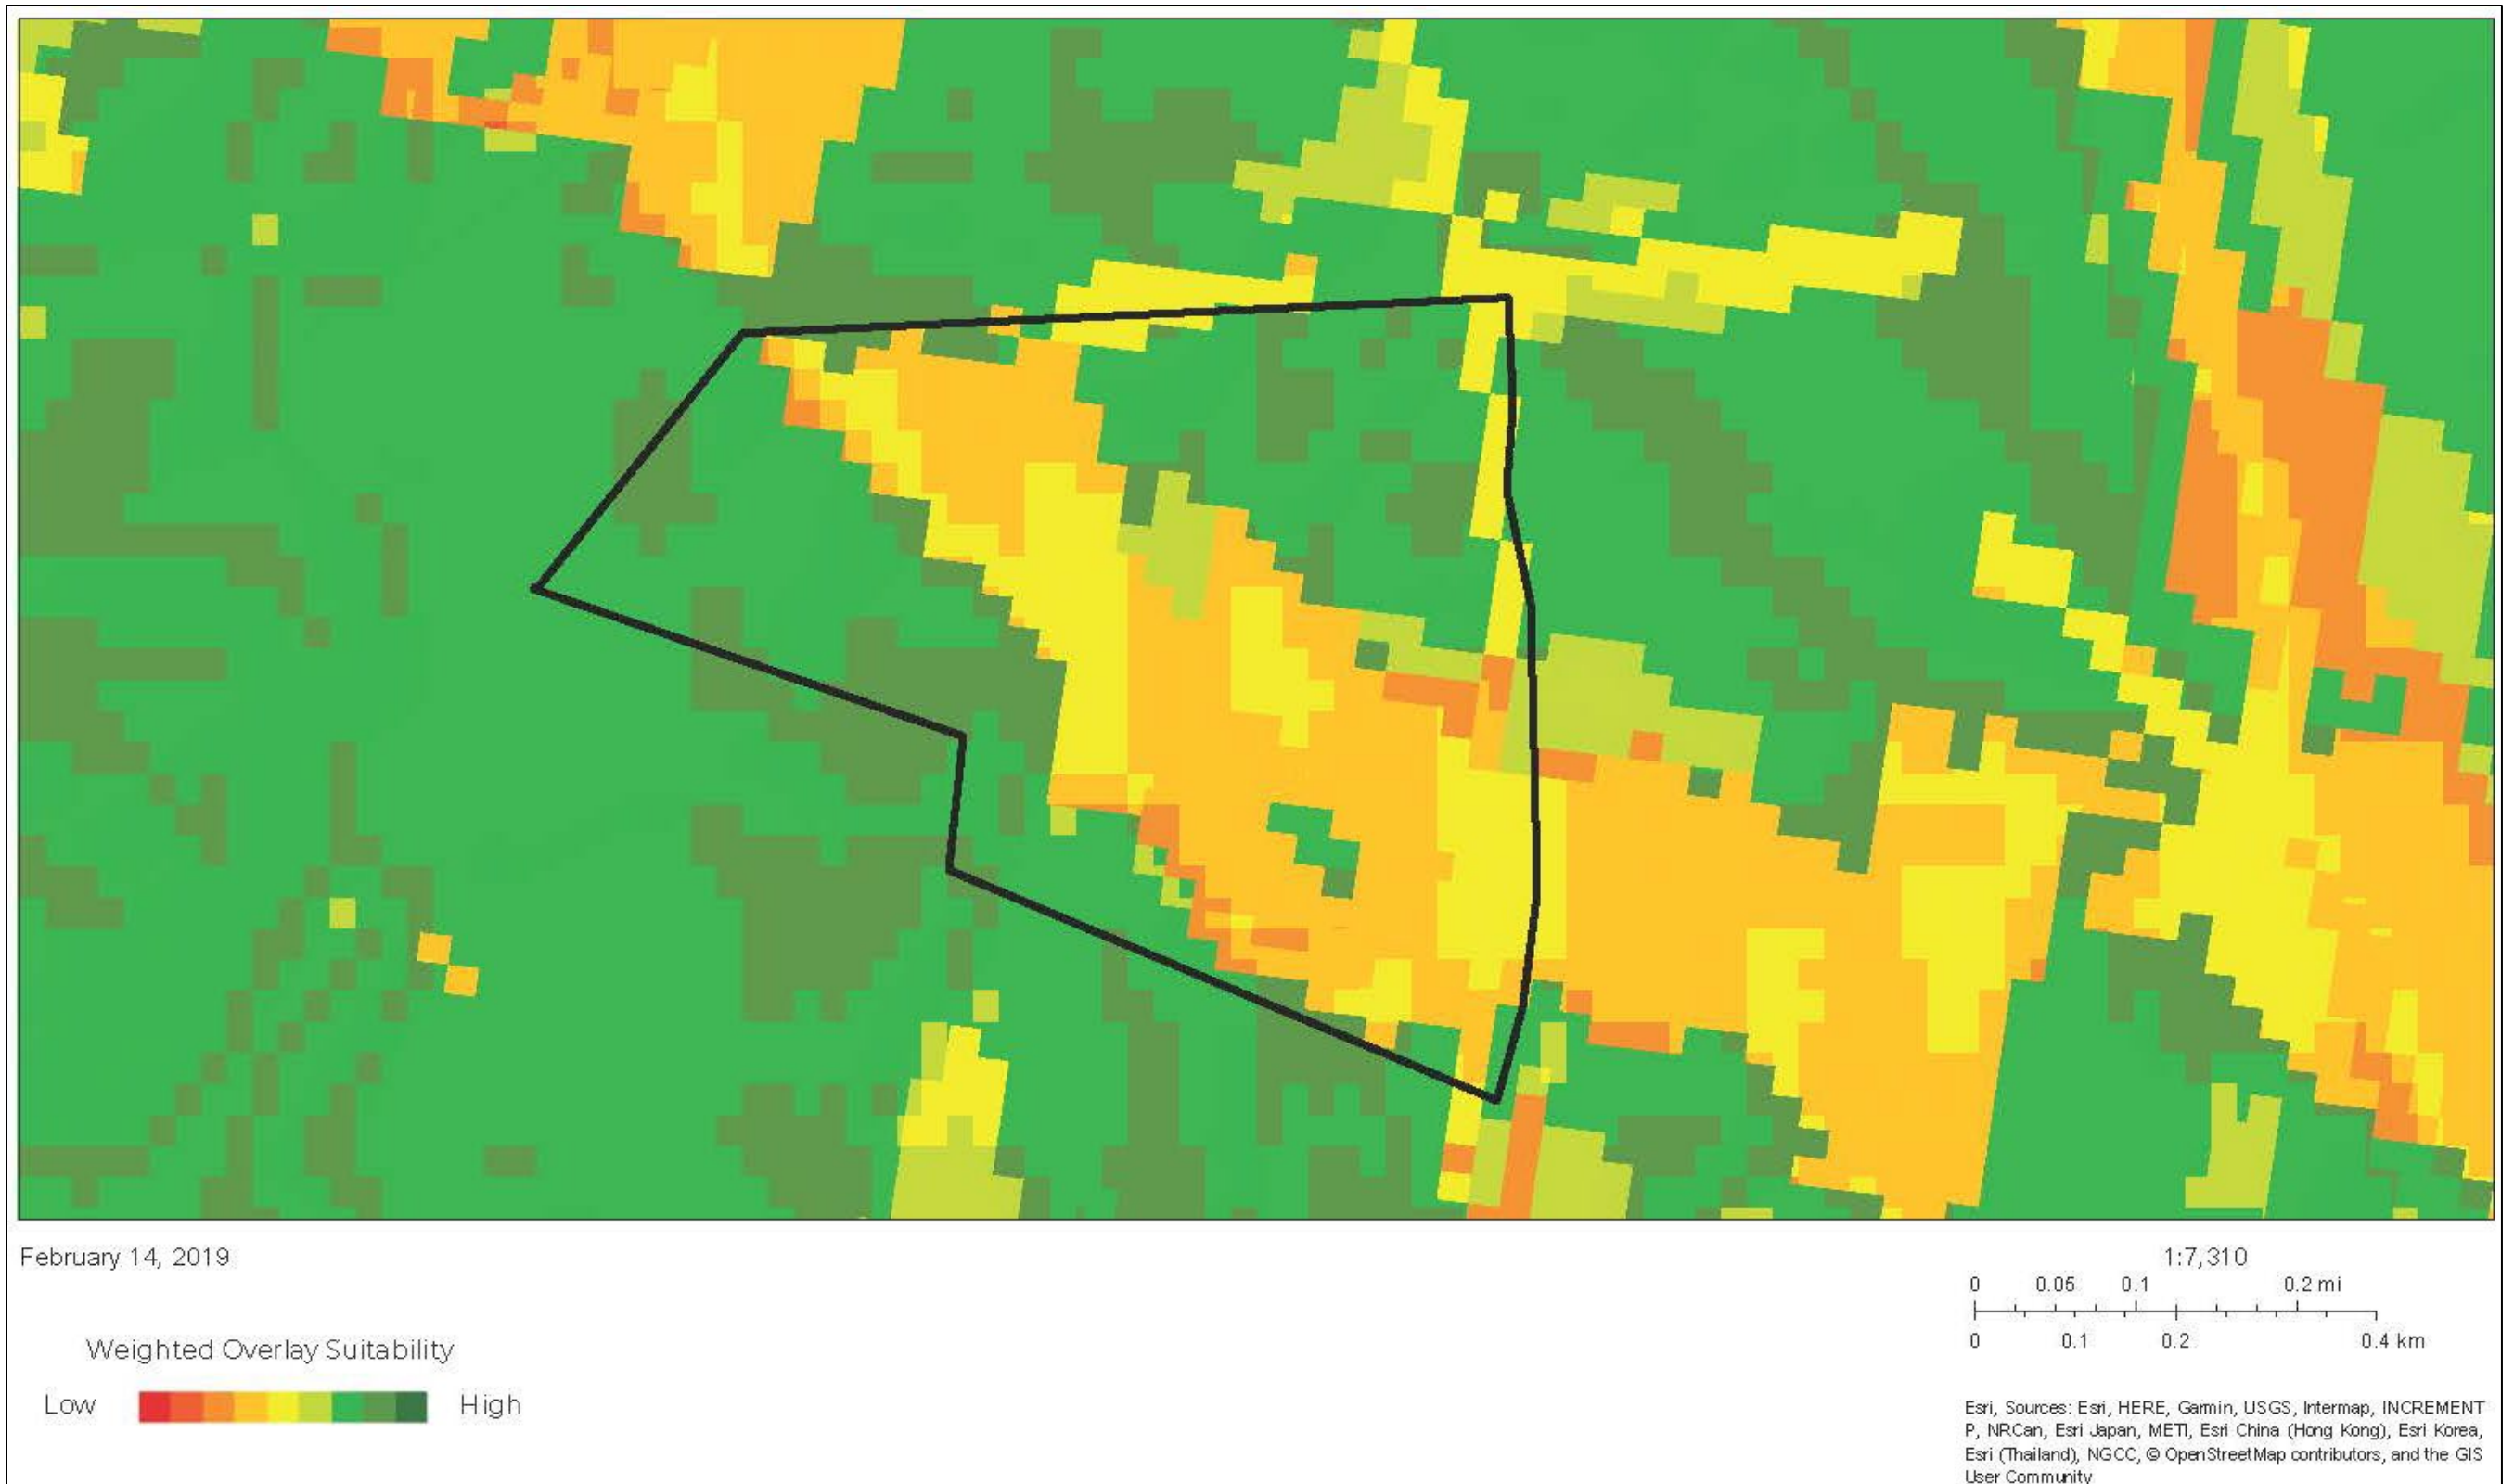 February 14, 2019
1:7,310
0 0.05 0.1 0.2 mi
0 0.1 0.2 0.4 km
Weighted Overlay Suitability
Low High
Esri, Sources: Esri, HERE, Garmin, USGS, Intermap, INCREMENT
P, NRCan, Esri Japan, METI, Esri China (Hong Kong), Esri Korea,
Esri (Thailand), NGCC, © OpenStreetMap contributors, and the GIS
User Community